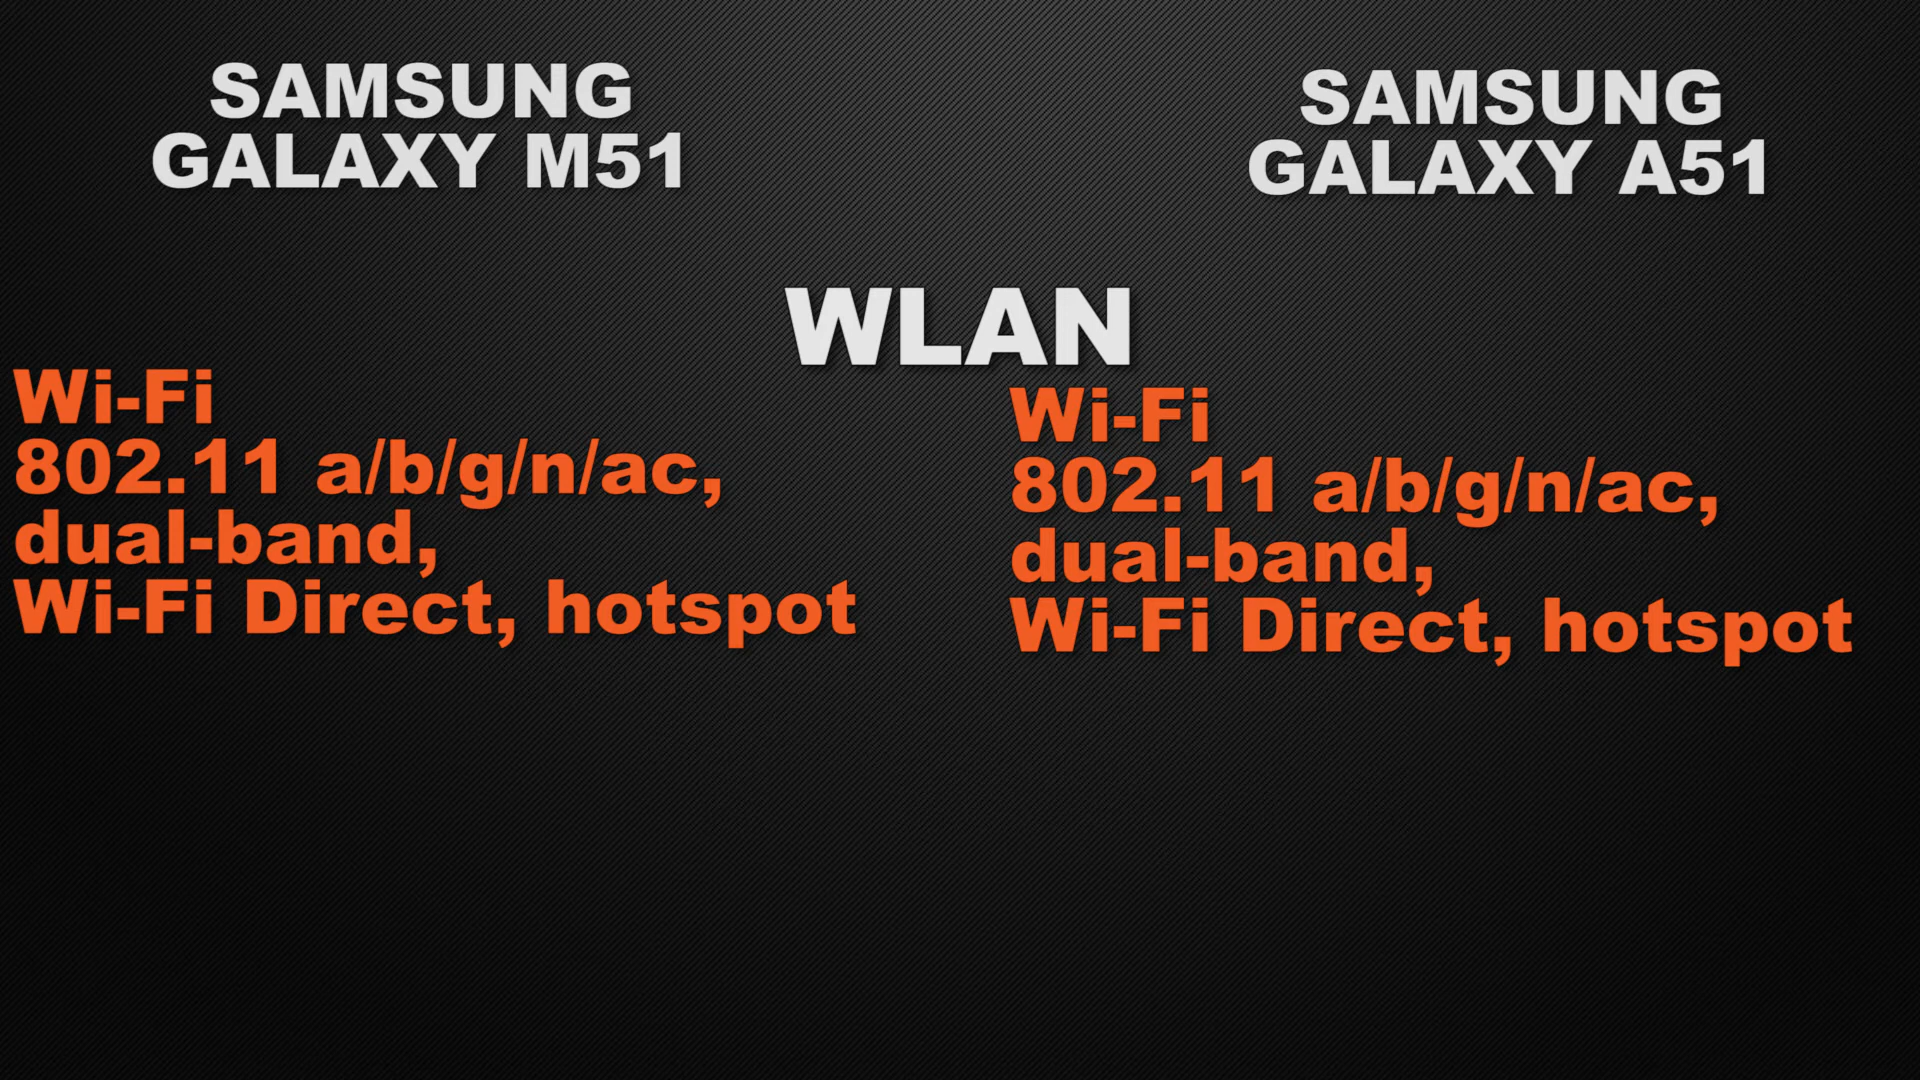 SAMSUNG
GALAXY M51
SAMSUNG
GALAXY A51
WLAN
Wi-Fi
802.11 a/b/g/n/ac,
dual-band,
Wi-Fi Direct, hotspot
Wi-Fi
802.11 a/b/g/n/ac,
dual-band,
Wi-Fi Direct, hotspot